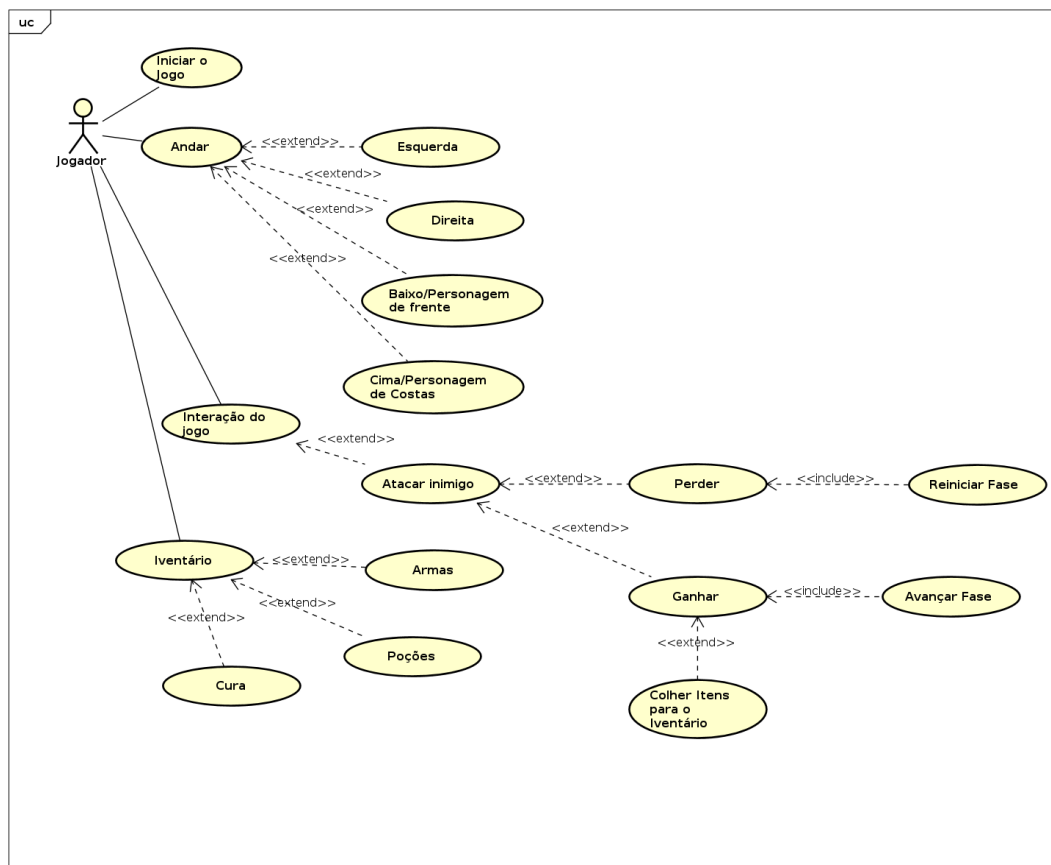 uc
Iniciar o
Jogo
Jogador
Andar
<<extend>>
Esquerda
<<extend>>
Direita
<<extend>>
Baixo/Personagem
de frente
<<extend>>
Cima/Personagem
de Costas
Interação do
jogo
<<extend>>
Atacar inimigo
<<extend>>
Perder
<<include>>
Reiniciar Fase
<<extend>>
Iventário
<<extend>>
Armas
Ganhar
<<include>>
Avançar Fase
<<extend>>
Poções
<<extend>>
Cura
<<extend>>
Colher Itens
para o
Iventário